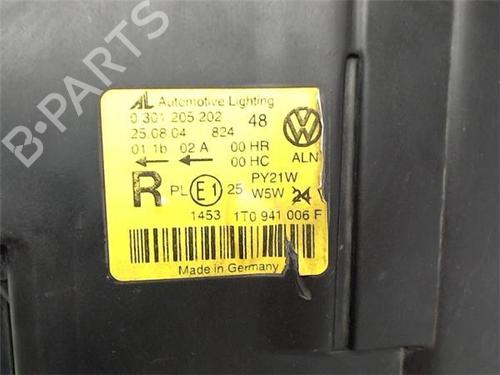 AL Automotive Lighting
0 301 205 202 48
25.08.04 824
01 1b 02 A 00 HR
00 HC ALN
R PL E1 25 PY21W
W5W 24
1453 1T0 941 006 F
Made in Germany